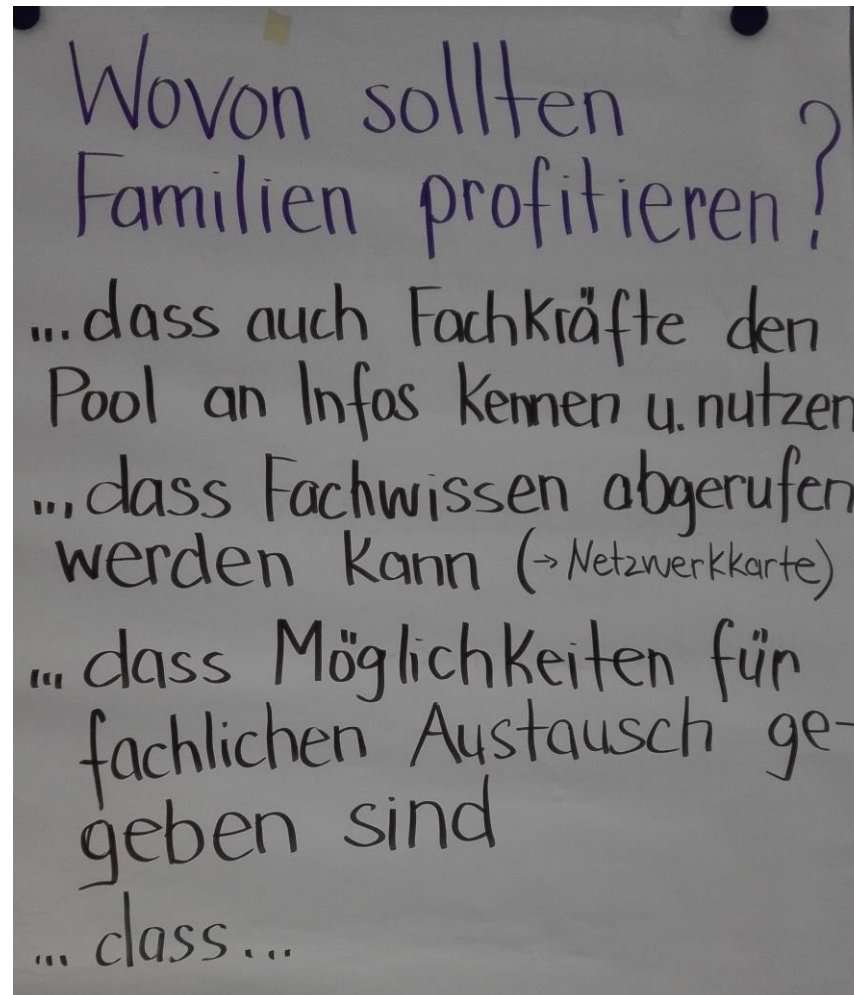 Wovon sollten
Familien profitieren?
...dass auch Fachkräfte den
Pool an Infos kennen u. nutzen
...dass Fachwissen abgerufen
werden kann (→ Netzwerkkarte)
...dass Möglichkeiten für
fachlichen Austausch ge-
geben sind
...dass...